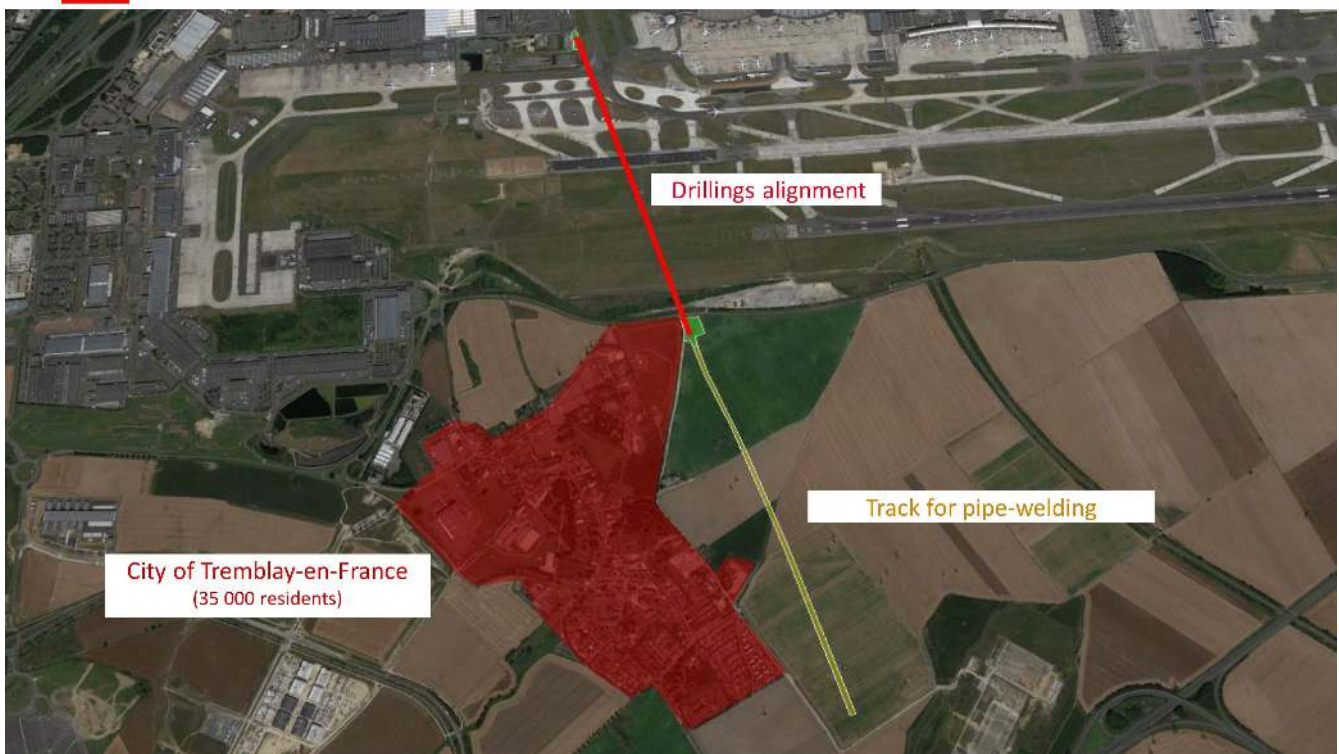 Drillings alignment
Track for pipe-welding
City of Tremblay-en-France
(35 000 residents)